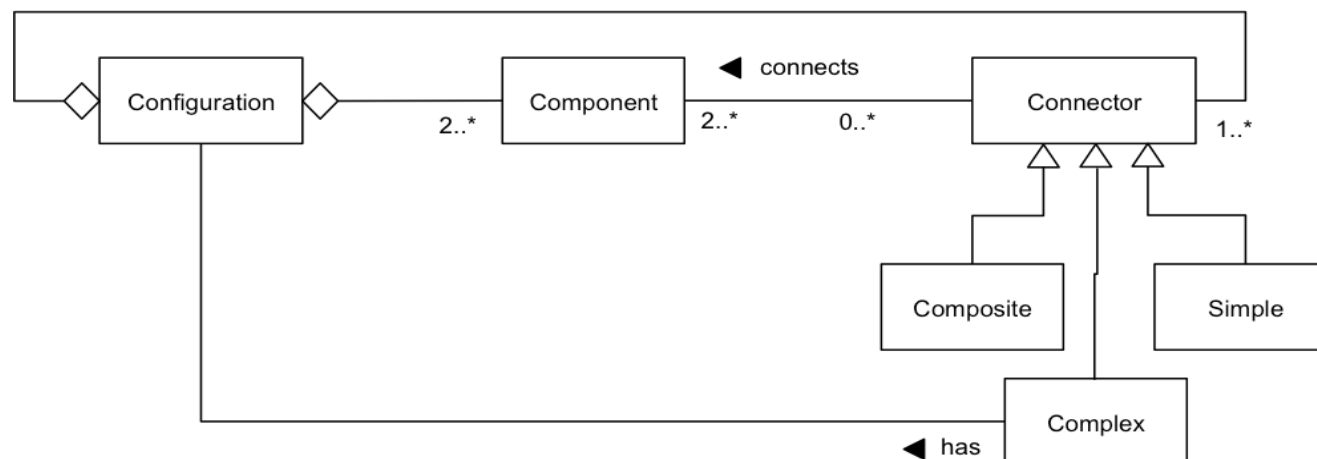 connects
Configuration
Component
Connector
2..*
2..*
0..*
1..*
Composite
Simple
Complex
has